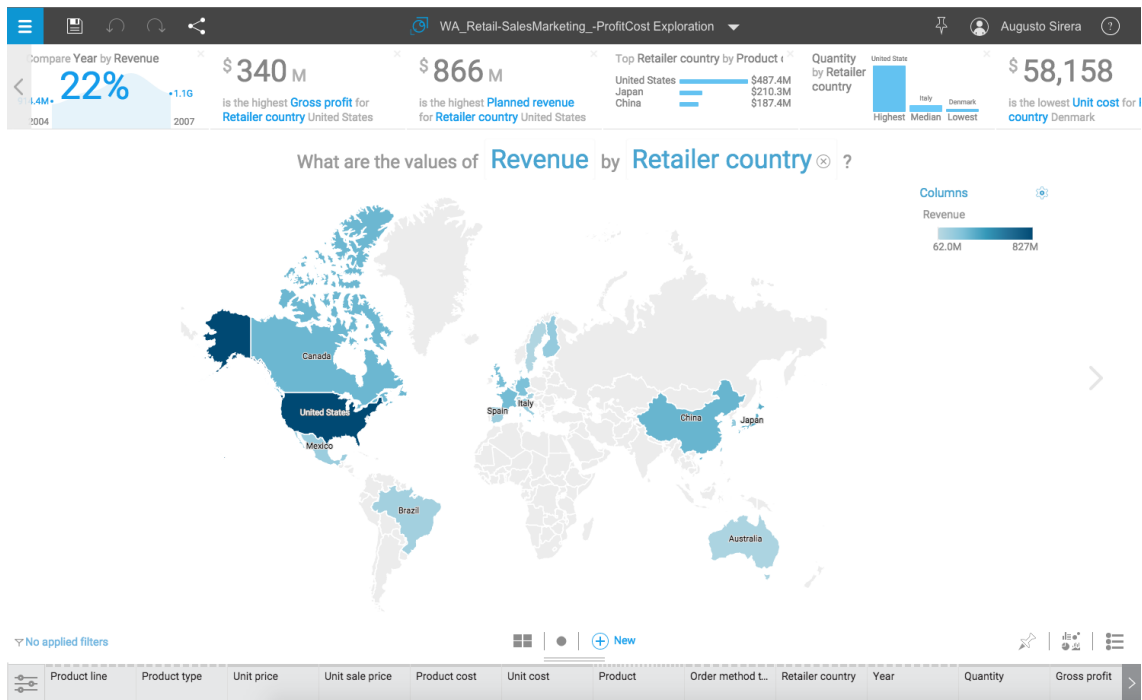 WA_Retail-SalesMarketing_-ProfitCost Exploration
Augusto Sirera
?
Compare Year by Revenue
22%
1.1G
2004
2007
$340 M
is the highest Gross profit for
Retailer country United States
$866 M
is the highest Planned revenue
for Retailer country United States
Top Retailer country by Product
United States $487.4M
Japan $210.3M
China $187.4M
Quantity
by Retailer
country
United State
Italy
Denmark
Highest Median Lowest
$58,158
is the lowest Unit cost for
country Denmark
What are the values of Revenue by Retailer country ?
Columns
Revenue
62.0M 827M
Canada
United States
Mexico
Brazil
Spain
Italy
China
Japan
Australia
No applied filters
New
Product line Product type Unit price Unit sale price Product cost Unit cost Product Order method t... Retailer country Year Quantity Gross profit